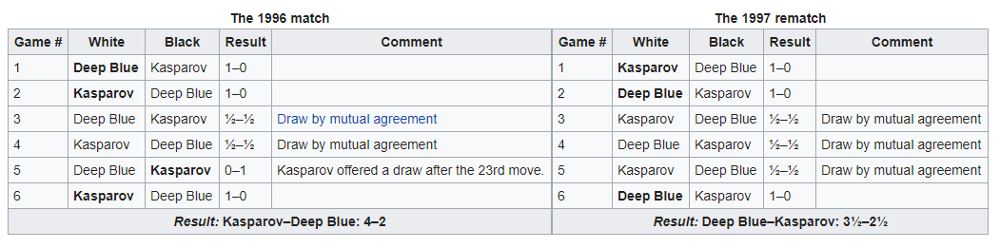 The 1996 match
Game # White Black Result Comment
1 Deep Blue Kasparov 1–0
2 Kasparov Deep Blue 1–0
3 Deep Blue Kasparov ½–½ Draw by mutual agreement
4 Kasparov Deep Blue ½–½ Draw by mutual agreement
5 Deep Blue Kasparov 0–1 Kasparov offered a draw after the 23rd move.
6 Kasparov Deep Blue 1–0
Result: Kasparov–Deep Blue: 4–2
The 1997 rematch
Game # White Black Result Comment
1 Kasparov Deep Blue 1–0
2 Deep Blue Kasparov 1–0
3 Kasparov Deep Blue ½–½ Draw by mutual agreement
4 Deep Blue Kasparov ½–½ Draw by mutual agreement
5 Kasparov Deep Blue ½–½ Draw by mutual agreement
6 Deep Blue Kasparov 1–0
Result: Deep Blue–Kasparov: 3½–2½